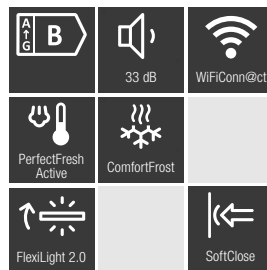 A
G
B
33 dB
WiFiConn@ct
PerfectFresh
Active
ComfortFrost
FlexiLight 2.0
SoftClose